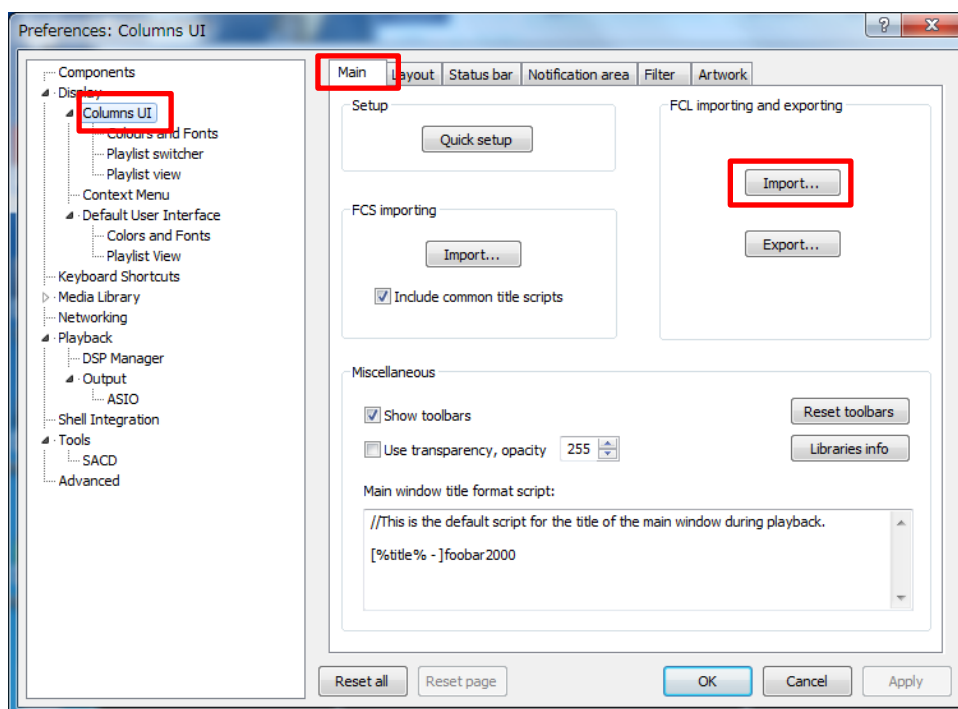 Preferences: Columns UI
Components
Display
Columns UI
Colours and Fonts
Playlist switcher
Playlist view
Context Menu
Default User Interface
Colors and Fonts
Playlist View
Keyboard Shortcuts
Media Library
Networking
Playback
DSP Manager
Output
ASIO
Shell Integration
Tools
SACD
Advanced
Main
Layout
Status bar
Notification area
Filter
Artwork
Setup
Quick setup
FCL importing and exporting
Import...
Export...
FCS importing
Import...
Include common title scripts
Miscellaneous
Show toolbars
Reset toolbars
Use transparency, opacity 255
Libraries info
Main window title format script:
//This is the default script for the title of the main window during playback.
[%title% - ]foobar2000
Reset all
Reset page
OK
Cancel
Apply